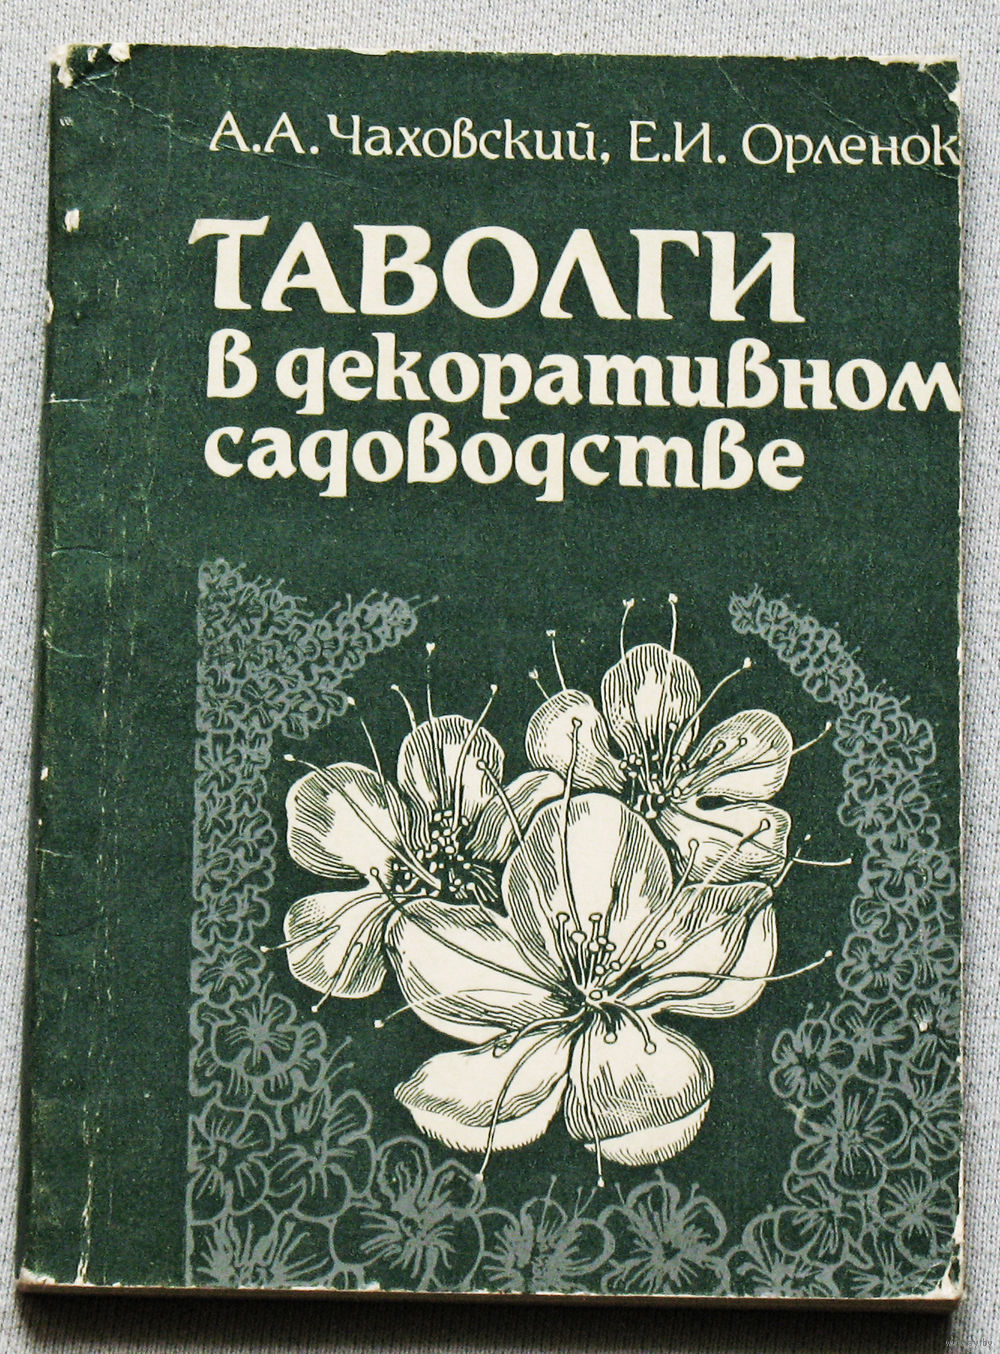 А.А. Чаховский, Е.И. Орленок
ТАВОЛГИ
в декоративном
садоводстве